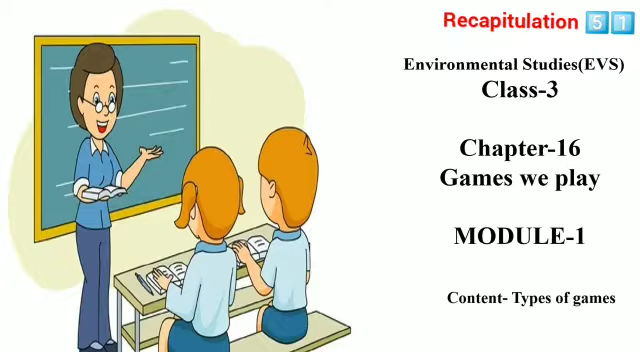 Recapitulation 5️⃣1️⃣
Environmental Studies(EVS)
Class-3
Chapter-16
Games we play
MODULE-1
Content- Types of games